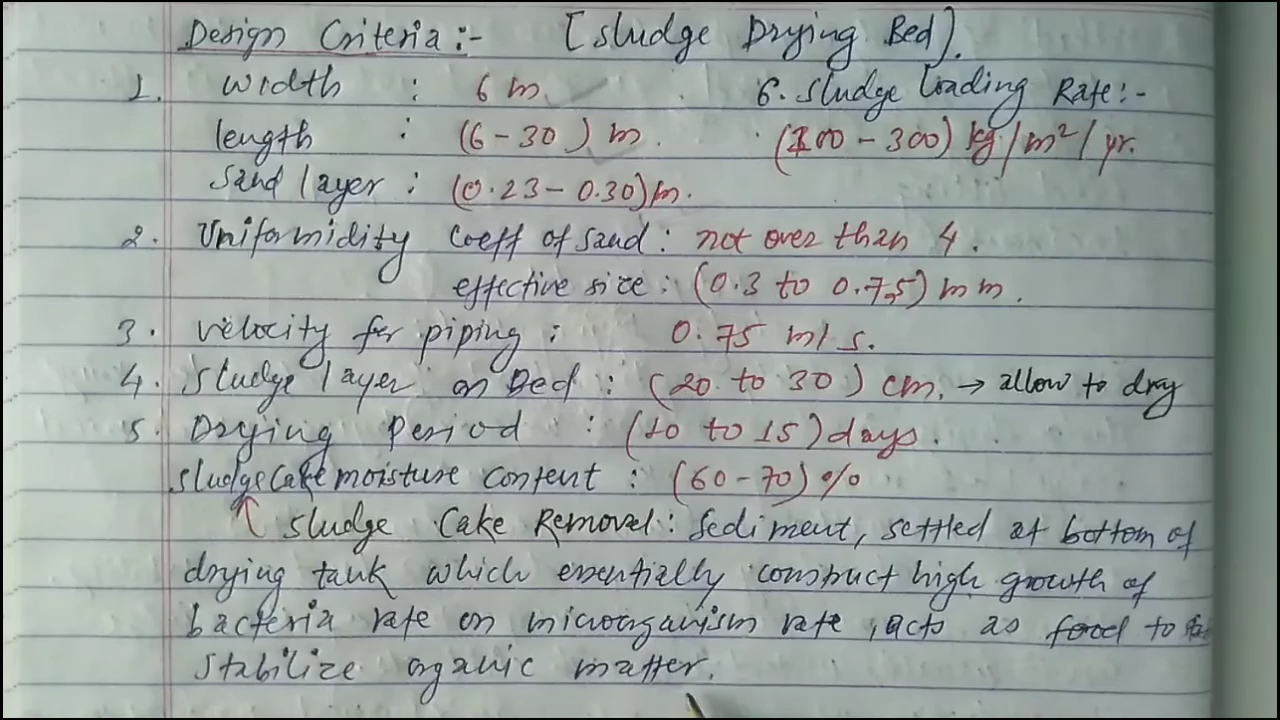 Design Criteria :- [Sludge Drying Bed].
1. Width : 6 m.
length : (6 - 30) m.
Sand layer : (0.23 - 0.30) m.
6. Sludge Loading Rate :-
(100 - 300) kg/m²/yr.
2. Uniformidity Coeff of Sand : not over than 4.
effective size : (0.3 to 0.75) mm.
3. Velocity for piping : 0.75 m/s.
4. Sludge layer on Bed : (20 to 30) cm. → allow to dry
5. Drying Period : (10 to 15) days.
Sludge Cake moisture Content : (60 - 70) %
Sludge Cake Removal : Sediment, settled at bottom of
drying tank which essentially construct high growth of
bacteria rate on microorganism rate, acts as to
stabilize organic matter.